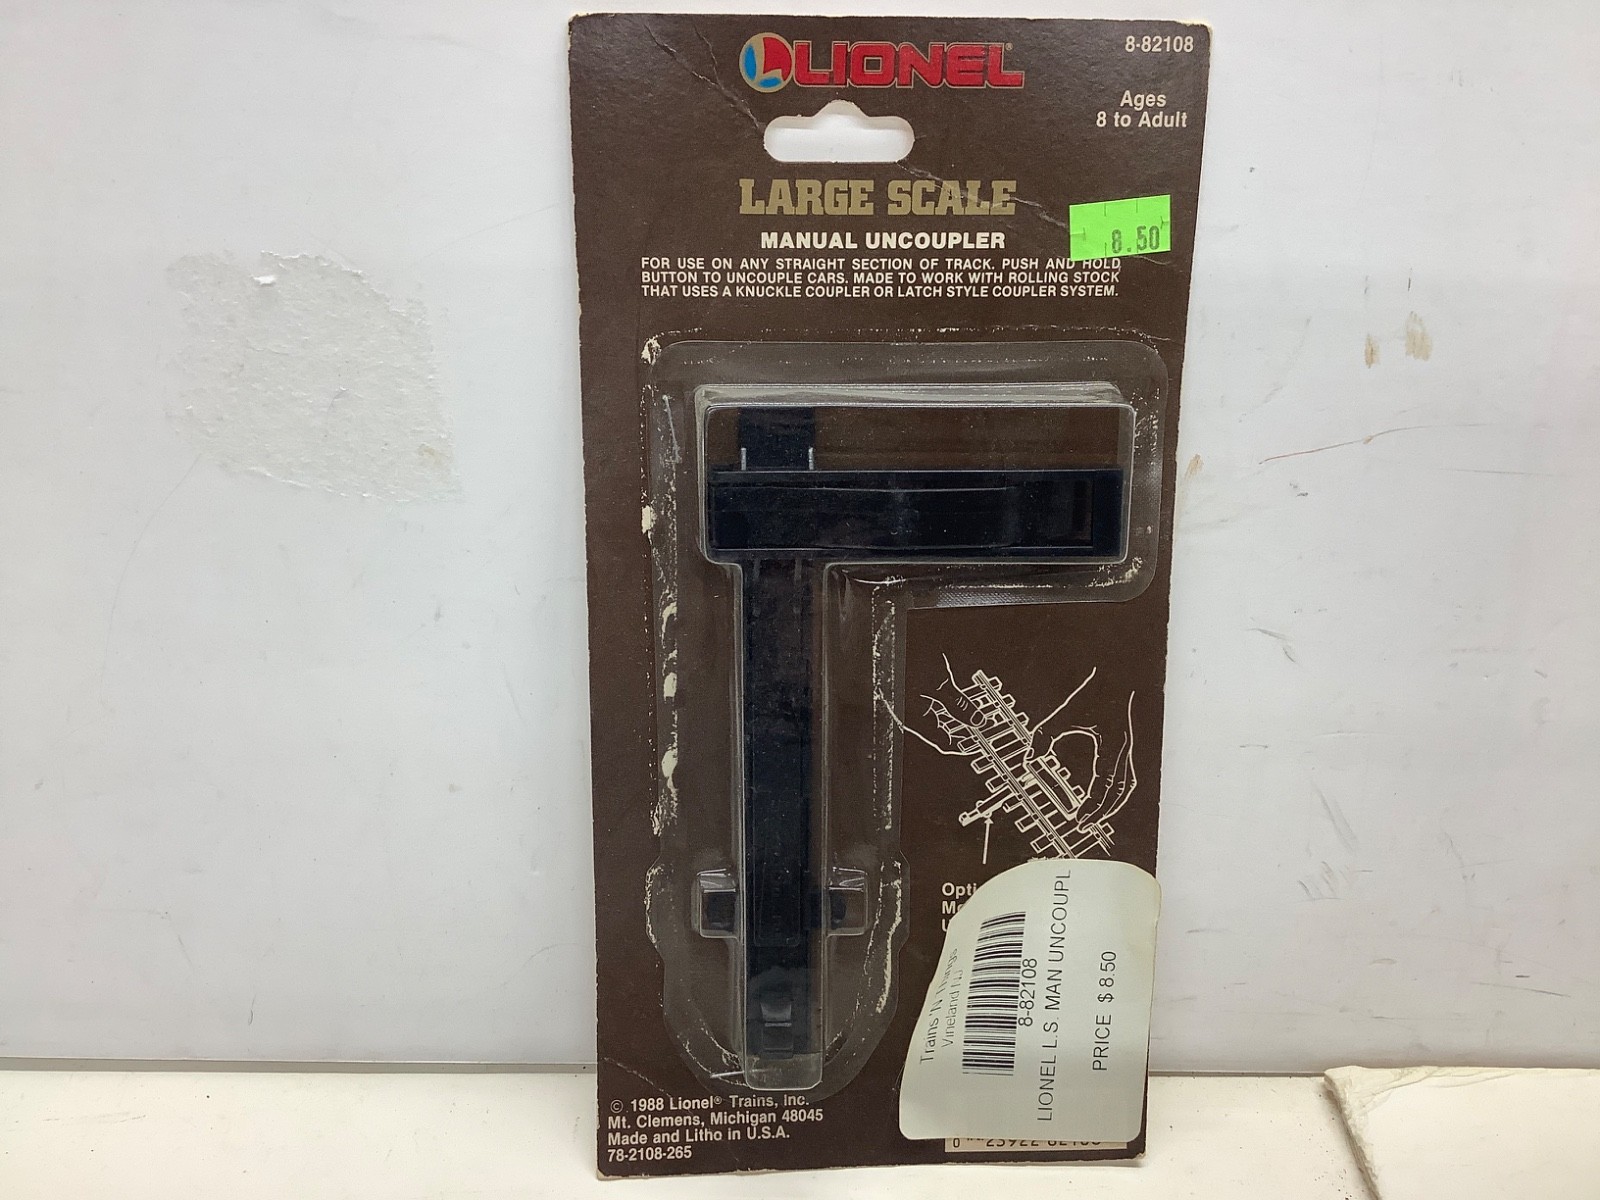 LIONEL®
8-82108
Ages
8 to Adult
LARGE SCALE
8.50
MANUAL UNCOUPLER
FOR USE ON ANY STRAIGHT SECTION OF TRACK. PUSH AND HOLD
BUTTON TO UNCOUPLE CARS. MADE TO WORK WITH ROLLING STOCK
THAT USES A KNUCKLE COUPLER OR LATCH STYLE COUPLER SYSTEM.
Opti
Trains 'N Things
Vineland NJ
8-82108
LIONEL L.S. MAN UNCOUPL
PRICE $ 8.50
© 1988 Lionel® Trains, Inc.
Mt. Clemens, Michigan 48045
Made and Litho in U.S.A.
78-2108-265